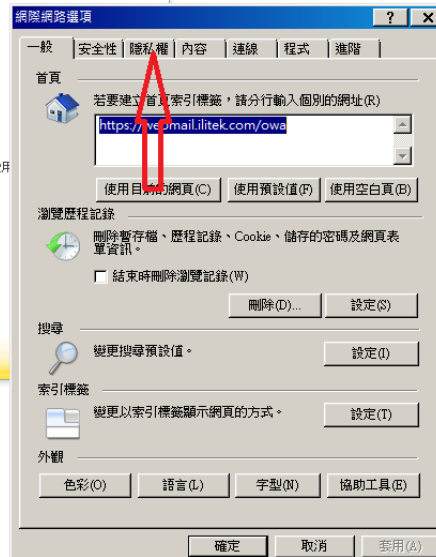 網際網路選項
一般 安全性 隱私權 內容 連線 程式 進階
首頁
若要建立首頁索引標籤，請分行輸入個別的網址(R)
https://webmail.ilitek.com/owa
使用目前的網頁(C) 使用預設值(F) 使用空白頁(B)
瀏覽歷程記錄
刪除暫存檔、歷程記錄、Cookie、儲存的密碼及網頁表
單資訊。
結束時刪除瀏覽記錄(W)
刪除(D)... 設定(S)
搜尋
變更搜尋預設值。 設定(I)
索引標籤
變更以索引標籤顯示網頁的方式。 設定(T)
外觀
色彩(O) 語言(L) 字型(N) 協助工具(E)
確定 取消 套用(A)